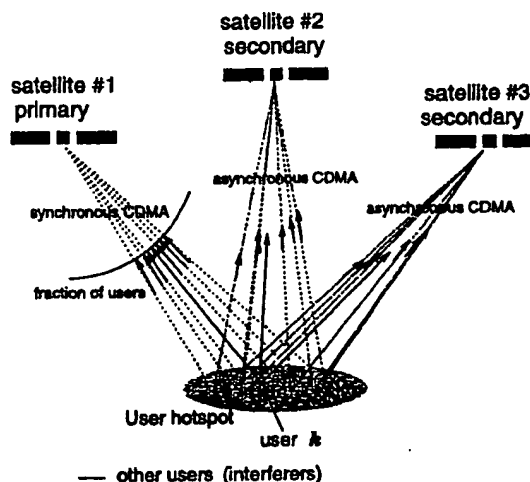 satellite #2
secondary
satellite #1
primary
satellite #3
secondary
asynchronous CDMA
synchronous CDMA
asynchronous CDMA
fraction of users
User hotspot
user k
other users (interferers)